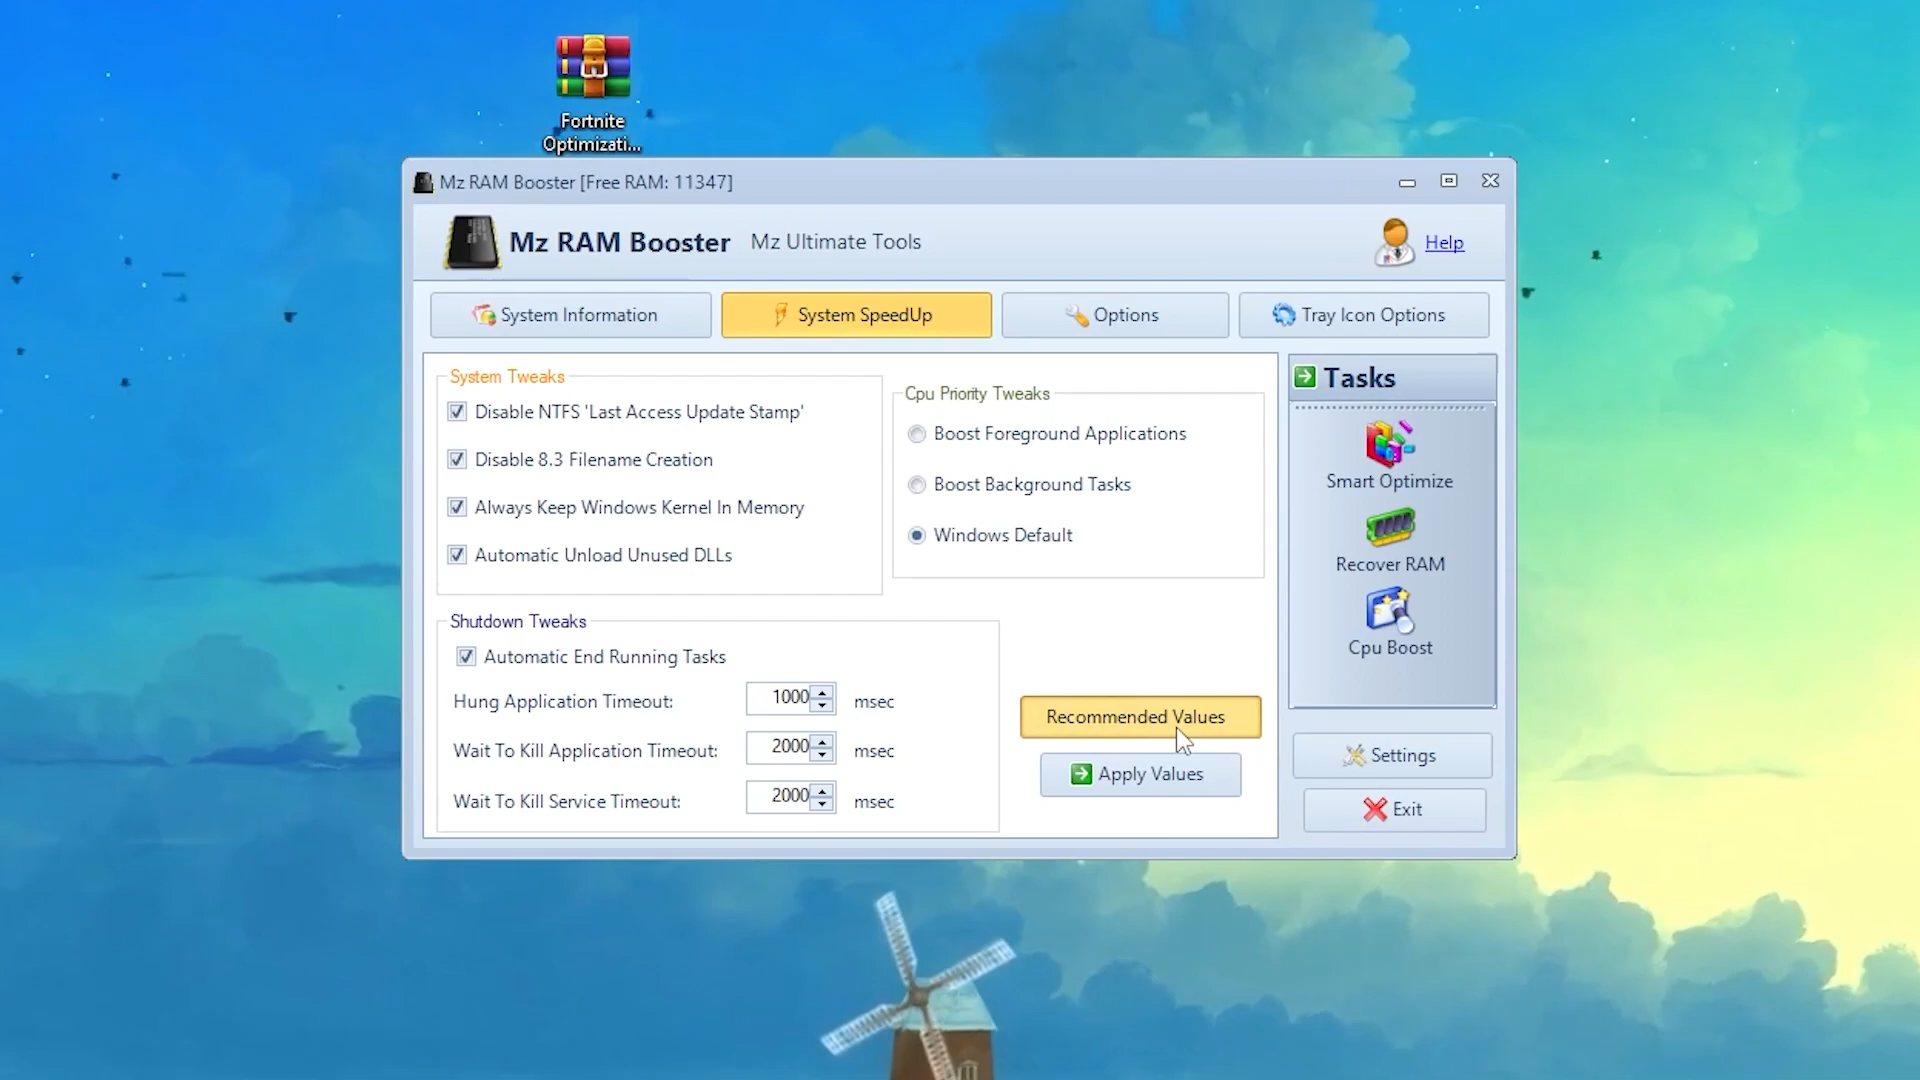 Fortnite
Optimizati...
Mz RAM Booster [Free RAM: 11347]
Mz RAM Booster Mz Ultimate Tools Help
System Information System SpeedUp Options Tray Icon Options
System Tweaks
Disable NTFS 'Last Access Update Stamp'
Disable 8.3 Filename Creation
Always Keep Windows Kernel In Memory
Automatic Unload Unused DLLs
Cpu Priority Tweaks
Boost Foreground Applications
Boost Background Tasks
Windows Default
Shutdown Tweaks
Automatic End Running Tasks
Hung Application Timeout: 1000 msec
Wait To Kill Application Timeout: 2000 msec
Wait To Kill Service Timeout: 2000 msec
Recommended Values
Apply Values
Tasks
Smart Optimize
Recover RAM
Cpu Boost
Settings
Exit